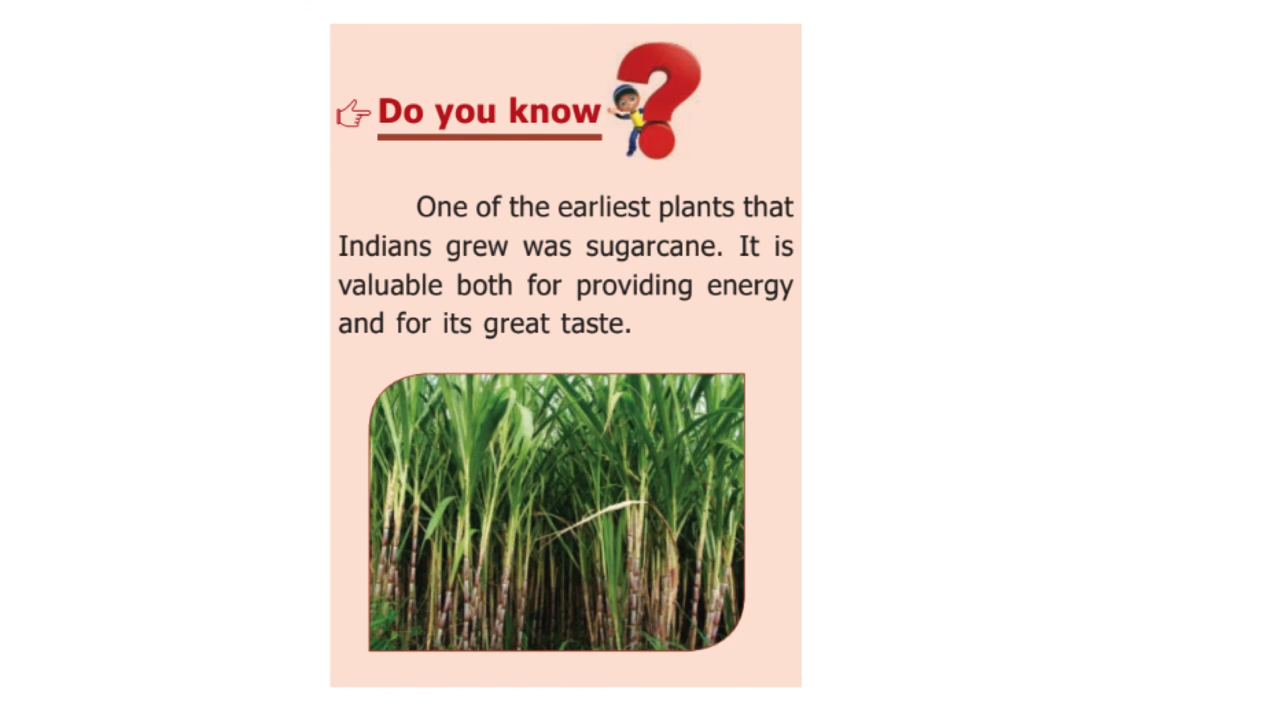 Do you know
One of the earliest plants that
Indians grew was sugarcane. It is
valuable both for providing energy
and for its great taste.